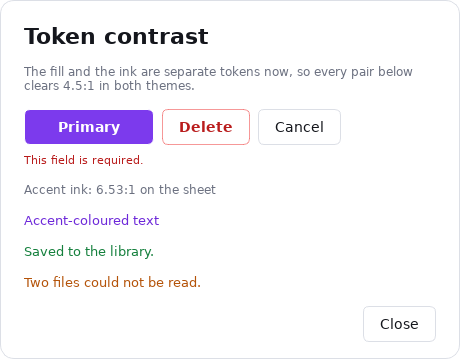 Token contrast
The fill and the ink are separate tokens now, so every pair below
clears 4.5:1 in both themes.
Primary Delete Cancel
This field is required.
Accent ink: 6.53:1 on the sheet
Accent-coloured text
Saved to the library.
Two files could not be read.
Close